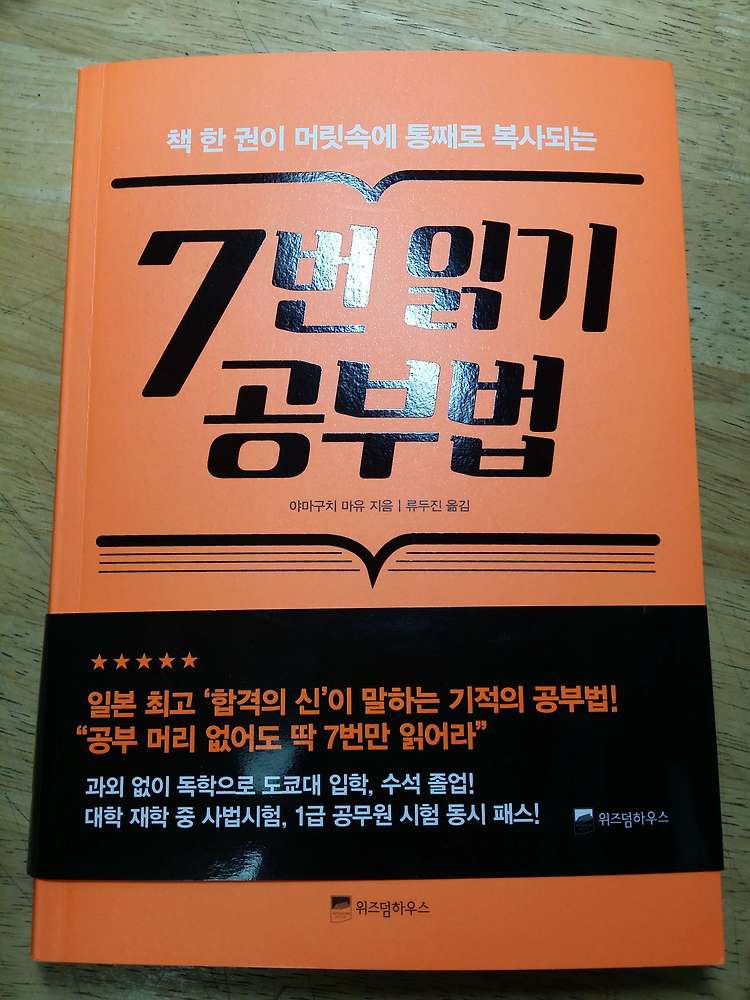 책 한 권이 머릿속에 통째로 복사되는
7번 읽기
공부법
야마구치 마유 지음 | 류두진 옮김
★★★★★
일본 최고 ‘합격의 신’이 말하는 기적의 공부법!
“공부 머리 없어도 딱 7번만 읽어라”
과외 없이 독학으로 도쿄대 입학, 수석 졸업!
대학 재학 중 사법시험, 1급 공무원 시험 동시 패스!
위즈덤하우스
위즈덤하우스